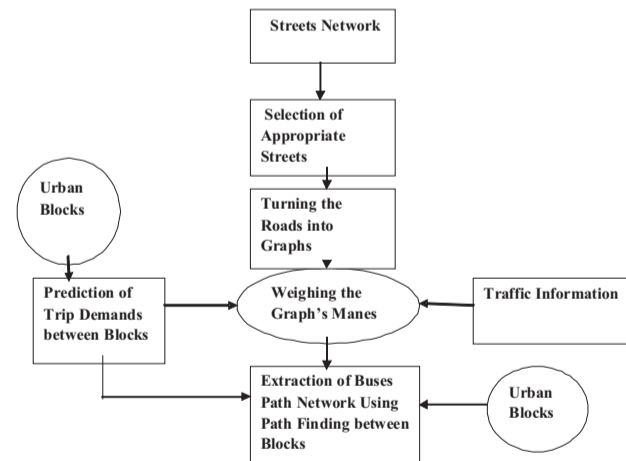 Streets Network
Selection of
Appropriate
Streets
Urban
Blocks
Turning the
Roads into
Graphs
Prediction of
Trip Demands
between Blocks
Weighing the
Graph's Manes
Traffic Information
Extraction of Buses
Path Network Using
Path Finding between
Blocks
Urban
Blocks